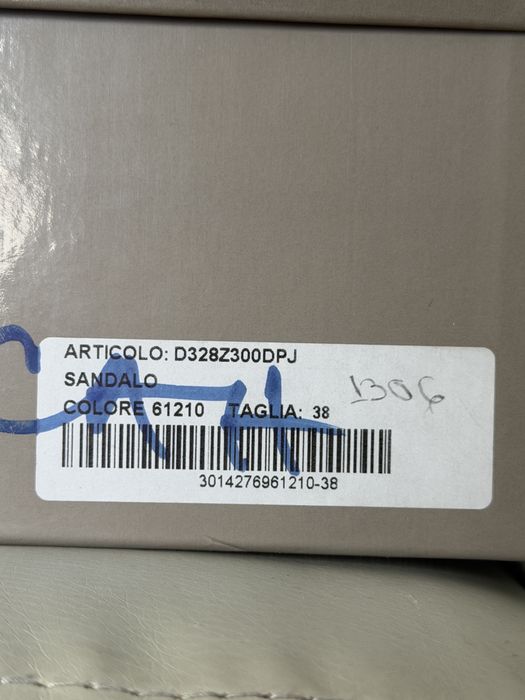 ARTICOLO: D328Z300DPJ
SANDALO
COLORE 61210 TAGLIA: 38
1306
3014276961210-38